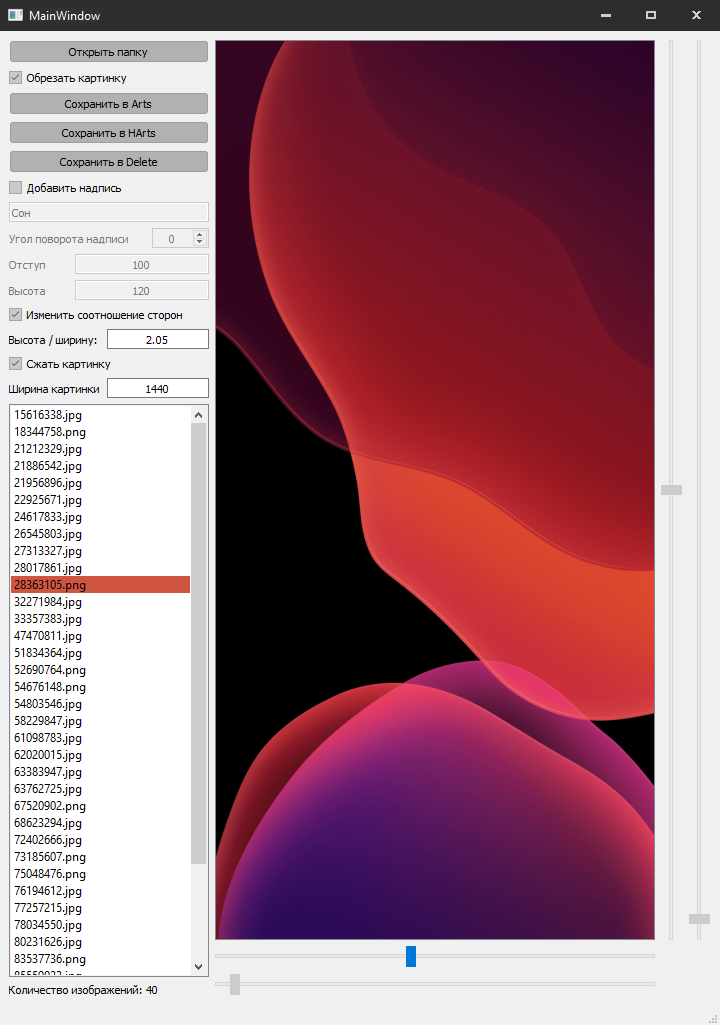 MainWindow
Открыть папку
Обрезать картинку
Сохранить в Arts
Сохранить в HArts
Сохранить в Delete
Добавить надпись
Сон
Угол поворота надписи 0
Отступ 100
Высота 120
Изменить соотношение сторон
Высота / ширину: 2.05
Сжать картинку
Ширина картинки 1440
15616338.jpg
18344758.png
21212329.jpg
21886542.jpg
21956896.jpg
22925671.jpg
24617833.jpg
26545803.jpg
27313327.jpg
28017861.jpg
28363105.png
32271984.jpg
33357383.jpg
47470811.jpg
51834364.jpg
52690764.png
54676148.png
54803546.jpg
58229847.jpg
61098783.jpg
62020015.jpg
63383947.jpg
63762725.jpg
67520902.png
68623294.jpg
72402666.jpg
73185607.png
75048476.png
76194612.jpg
77257215.jpg
78034550.jpg
80231626.jpg
83537736.png
Количество изображений: 40